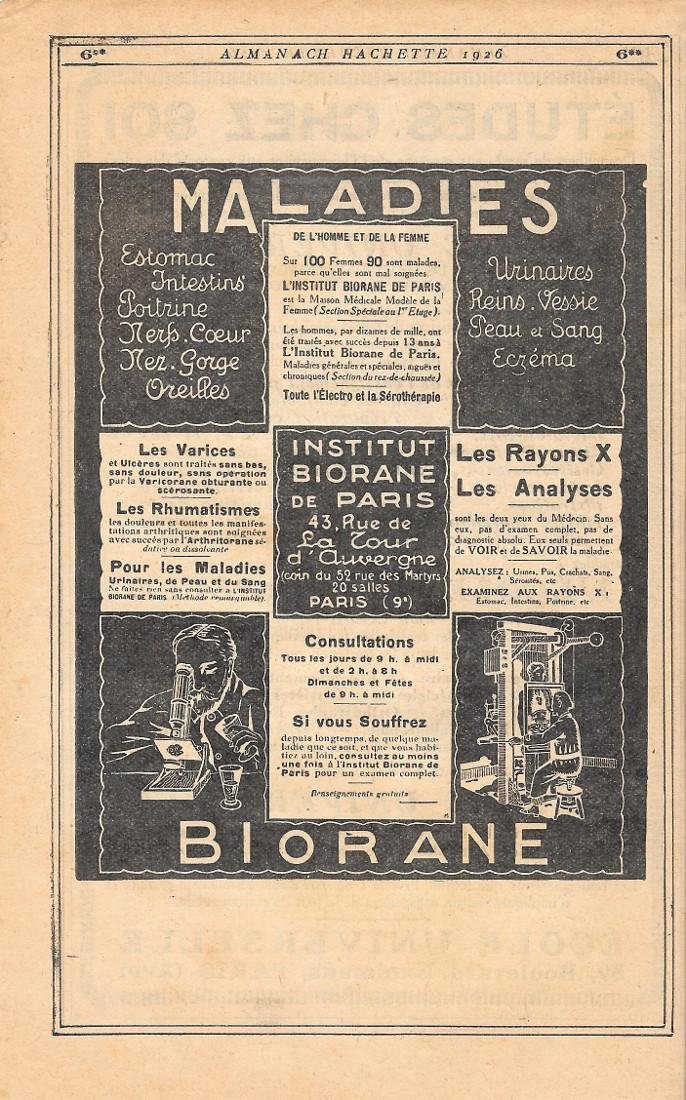 6**
ALMANACH HACHETTE 1926
6**
MALADIES
Estomac
Intestins
Poitrine
Nerfs. Cœur
Nez. Gorge
Oreilles
DE L'HOMME ET DE LA FEMME
Sur 100 Femmes 90 sont malades,
parce qu'elles sont mal soignées.
L'INSTITUT BIORANE DE PARIS
est la Maison Médicale Modèle de la
Femme (Section Spéciale au 1er Etage).
Les hommes, par dizaines de mille, ont
été traités avec succès depuis 13 ans à
L'Institut Biorane de Paris.
Maladies générales et spéciales, aiguës et
chroniques (Section du rez-de-chaussée)
Toute l'Électro et la Sérothérapie
Urinaires
Reins. Vessie
Peau et Sang
Eczéma
Les Varices
et Ulcères sont traités sans bas,
sans douleur, sans opération
par la Varicorane obturante ou
sclérosante.
Les Rhumatismes
les douleurs et toutes les manifes-
tations arthritiques sont soignées
avec succès par l'Arthritorane sé-
dative ou dissolvante
Pour les Maladies
Urinaires, de Peau et du Sang
Ne faites rien sans consulter à L'INSTITUT
BIORANE DE PARIS (Méthode remarquable).
INSTITUT
BIORANE
DE PARIS
43, Rue de
La Tour
d'Auvergne
(coin du 52 rue des Martyrs
20 salles
PARIS (9e)
Les Rayons X
Les Analyses
sont les deux yeux du Médecin. Sans
eux, pas d'examen complet, pas de
diagnostic absolu. Eux seuls permettent
de VOIR et de SAVOIR la maladie
ANALYSEZ: Urines, Pus, Crachats, Sang,
Sérosités, etc
EXAMINEZ AUX RAYONS X:
Estomac, Intestins, Poitrine, etc
Consultations
Tous les jours de 9 h. à midi
et de 2 h. à 8 h
Dimanches et Fêtes
de 9 h. à midi
Si vous Souffrez
depuis longtemps, de quelque ma-
ladie que ce soit, et que vous habi-
tiez au loin, consultez au moins
une fois à l'Institut Biorane de
Paris pour un examen complet.
Renseignements gratuits
BIORANE